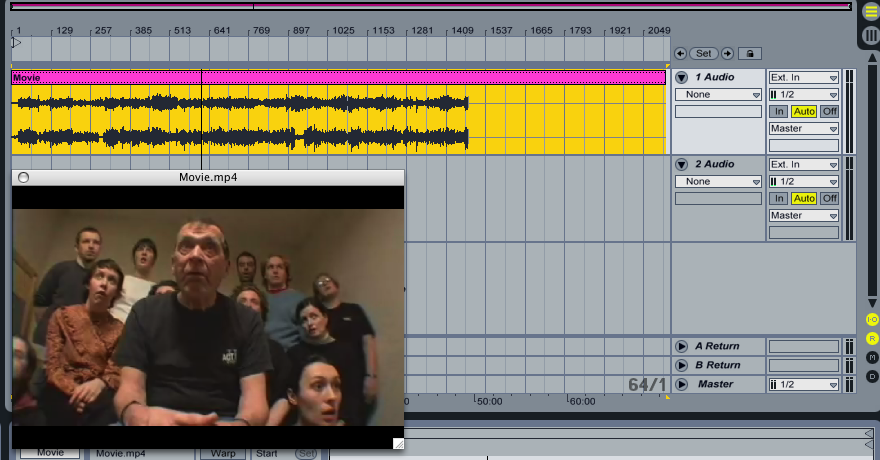 1 129 257 385 513 641 769 897 1025 1153 1281 1409 1537 1665 1793 1921 2049
Set
Movie
1 Audio
Ext. In
None
1/2
In Auto Off
Master
2 Audio
Ext. In
None
1/2
In Auto Off
Master
Movie.mp4
ACT
A Return
B Return
64/1
Master
1/2
50:00
60:00
I·O
R
M
D
Movie
Movie.mp4
Warp
Start
Set